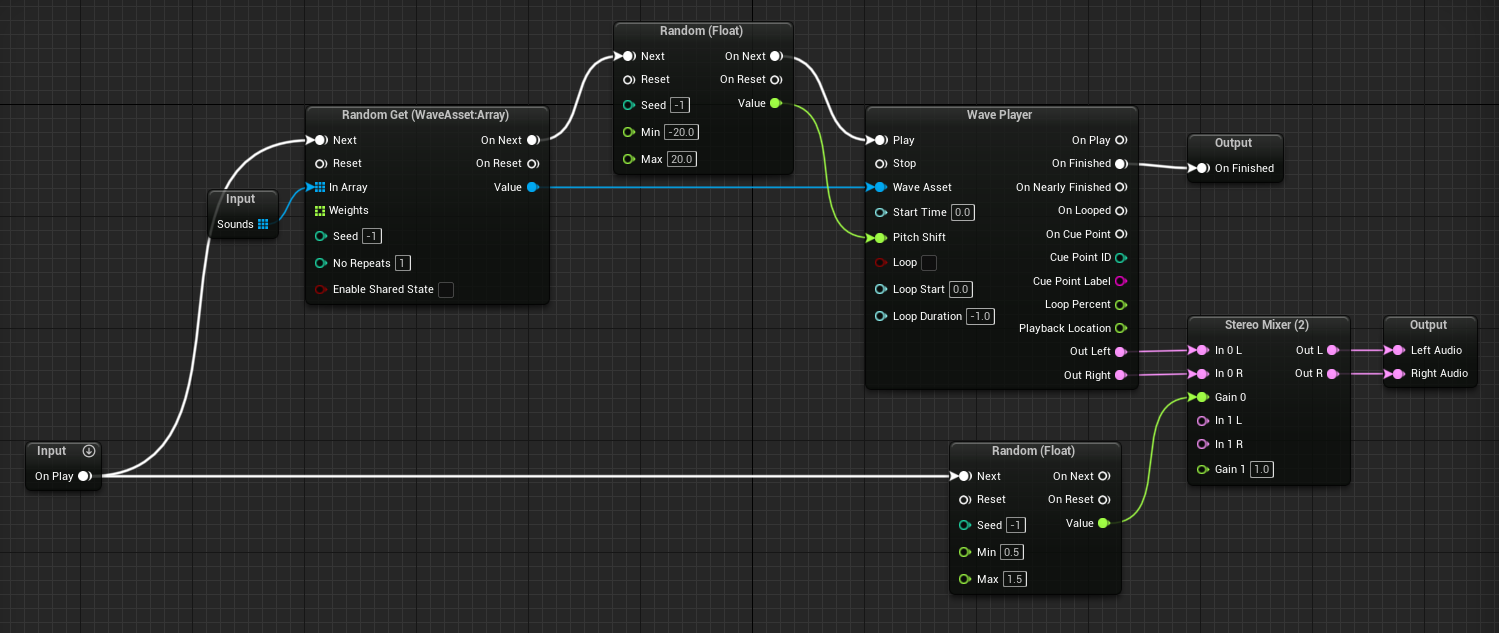 Random (Float)
Next On Next
Reset On Reset
Seed -1 Value
Min -20.0
Max 20.0
Random Get (WaveAsset:Array)
Next On Next
Reset On Reset
In Array Value
Weights
Seed -1
No Repeats 1
Enable Shared State
Input
Sounds
Wave Player
Play On Play
Stop On Finished
Wave Asset On Nearly Finished
Start Time 0.0 On Looped
Pitch Shift On Cue Point
Loop Cue Point ID
Loop Start 0.0 Cue Point Label
Loop Duration -1.0 Loop Percent
Playback Location
Out Left
Out Right
Output
On Finished
Stereo Mixer (2)
In 0 L Out L
In 0 R Out R
Gain 0
In 1 L
In 1 R
Gain 1 1.0
Output
Left Audio
Right Audio
Input
On Play
Random (Float)
Next On Next
Reset On Reset
Seed -1 Value
Min 0.5
Max 1.5